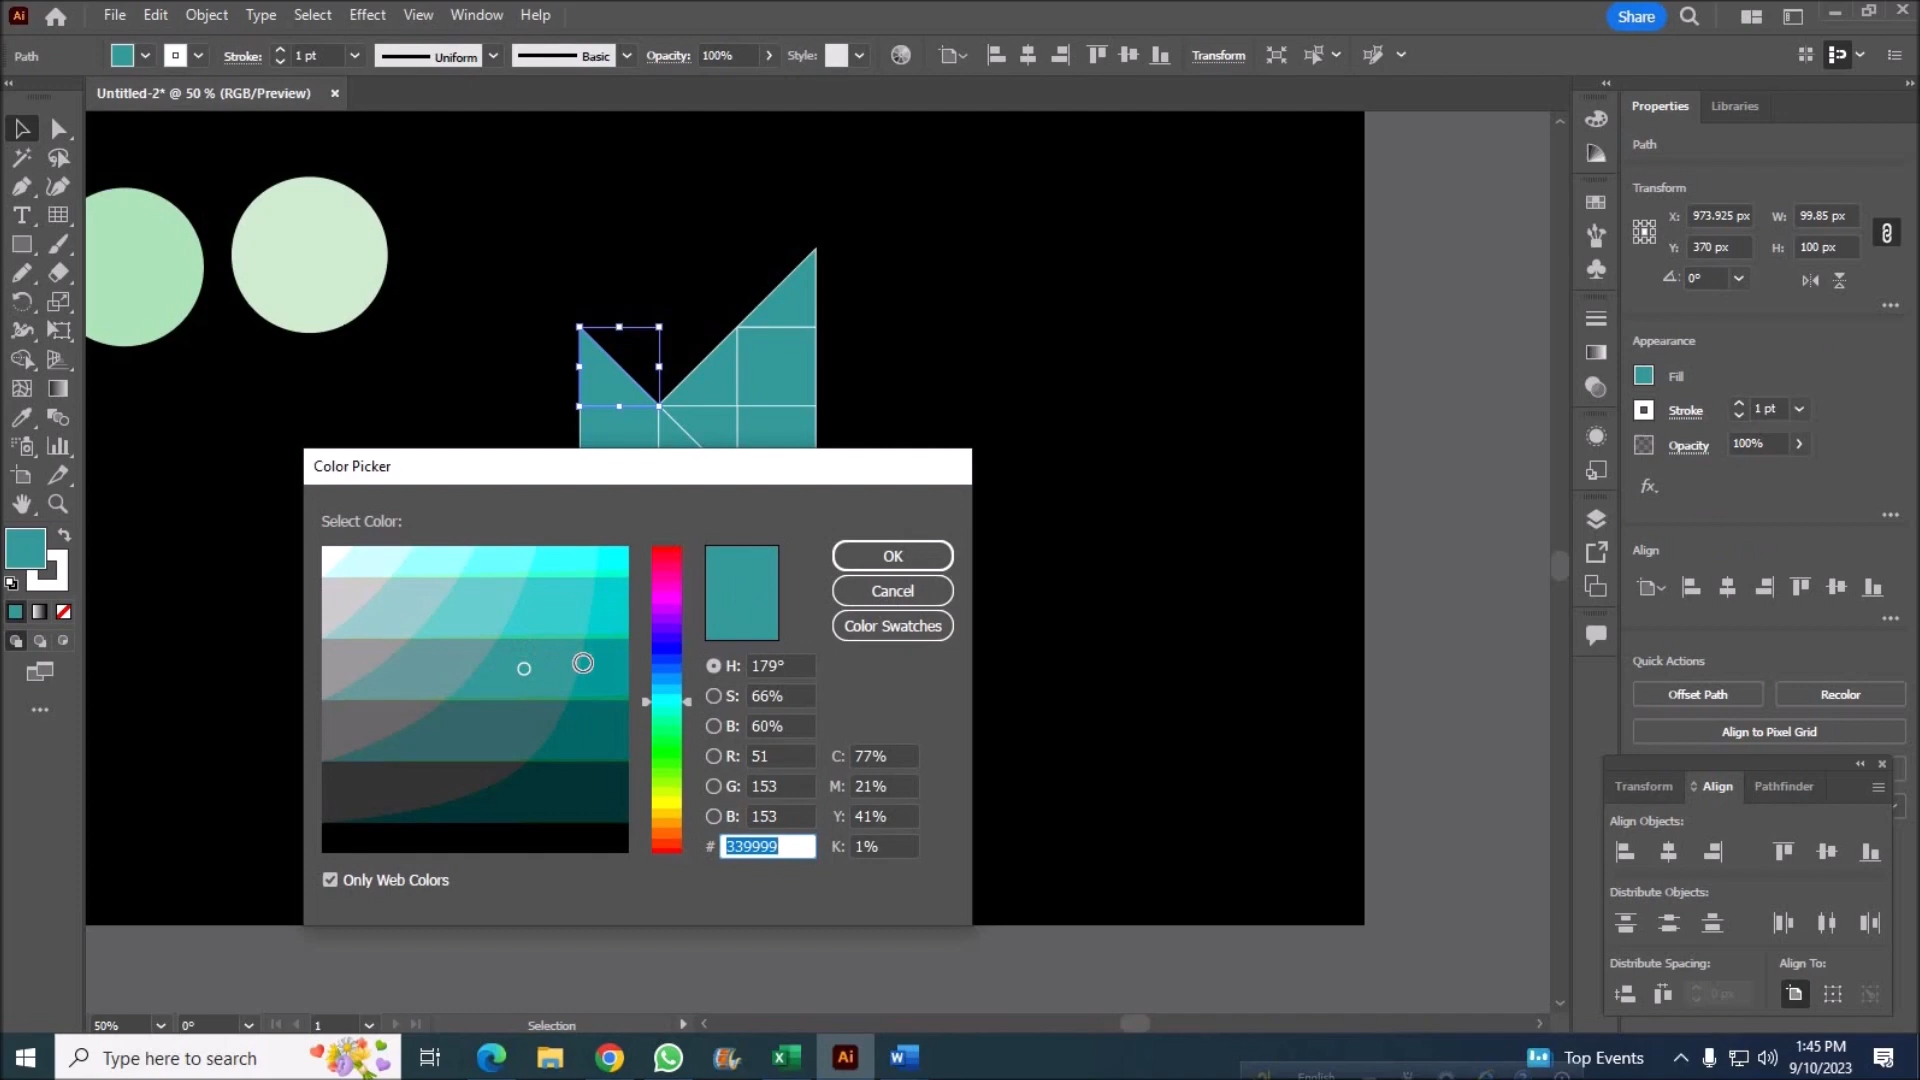 Ai File Edit Object Type Select Effect View Window Help Share
Path Stroke: 1 pt Uniform Basic Opacity: 100% Style: Transform
Untitled-2* @ 50 % (RGB/Preview)
Properties Libraries
Path
Transform
X: 973.925 px W: 99.85 px
Y: 370 px H: 100 px
0°
Appearance
Fill
Stroke 1 pt
Opacity 100%
fx.
Align
Quick Actions
Offset Path Recolor
Align to Pixel Grid
Transform Align Pathfinder
Align Objects:
Distribute Objects:
Distribute Spacing: Align To:
0 px
Color Picker
Select Color:
OK
Cancel
Color Swatches
H: 179°
S: 66%
B: 60%
R: 51 C: 77%
G: 153 M: 21%
B: 153 Y: 41%
# 339999 K: 1%
Only Web Colors
50% 0° 1 Selection
Type here to search Ai Top Events 1:45 PM
9/10/2023
English